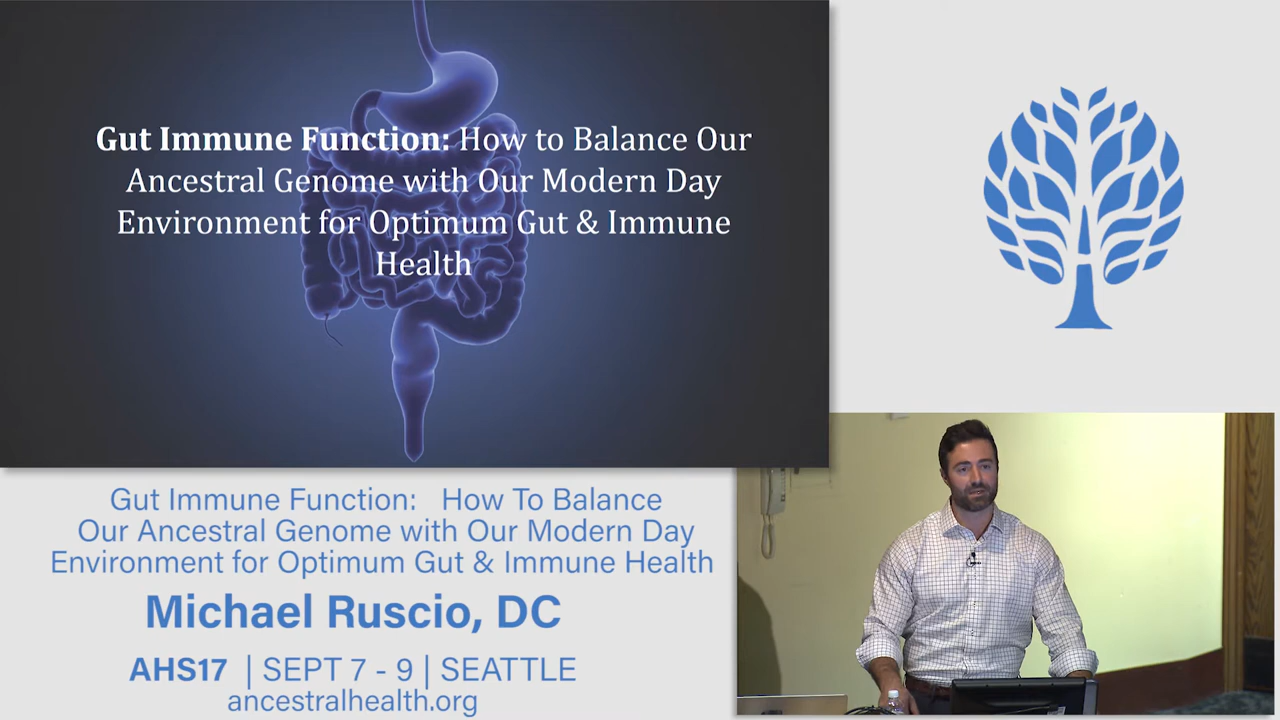 Gut Immune Function: How to Balance Our
Ancestral Genome with Our Modern Day
Environment for Optimum Gut & Immune
Health
Gut Immune Function: How To Balance
Our Ancestral Genome with Our Modern Day
Environment for Optimum Gut & Immune Health
Michael Ruscio, DC
AHS17 | SEPT 7 - 9 | SEATTLE
ancestralhealth.org